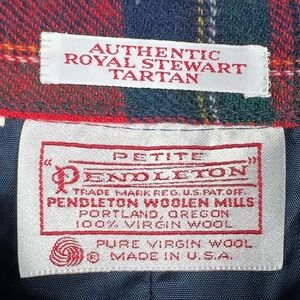 AUTHENTIC
ROYAL STEWART
TARTAN
PETITE
"PENDLETON"
TRADE MARK REG. U.S. PAT. OFF.
PENDLETON WOOLEN MILLS
PORTLAND, OREGON
100% VIRGIN WOOL
® PURE VIRGIN WOOL
MADE IN U.S.A.